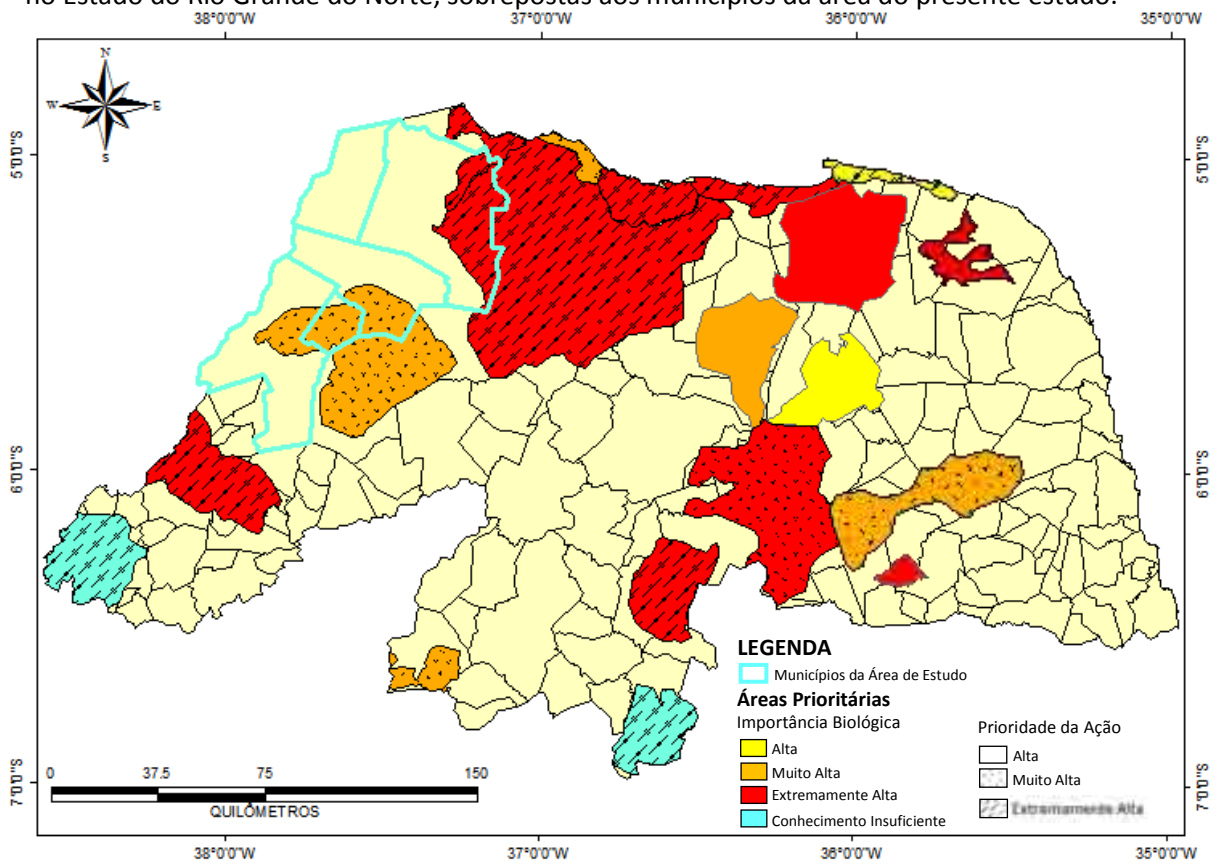 no Estado do Rio Grande do Norte, sobrepostas aos municípios da área do presente estudo.
38°0'0"W 37°0'0"W 36°0'0"W 35°0'0"W
N
W E
S
5°0'0"S 5°0'0"S
6°0'0"S 6°0'0"S
7°0'0"S 7°0'0"S
LEGENDA
Municípios da Área de Estudo
Áreas Prioritárias
Importância Biológica
Alta
Muito Alta
Extremamente Alta
Conhecimento Insuficiente
Prioridade da Ação
Alta
Muito Alta
Extremamente Alta
0 37.5 75 150
QUILÔMETROS
38°0'0"W 37°0'0"W 36°0'0"W 35°0'0"W